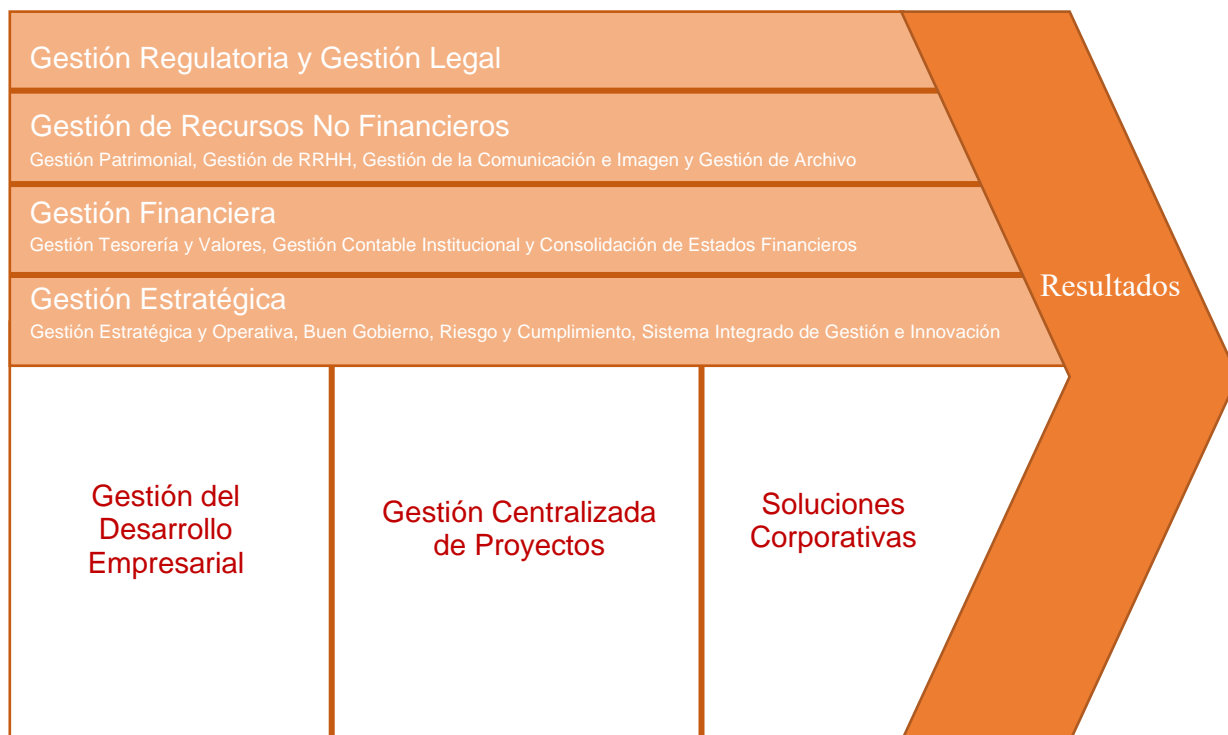 Gestión Regulatoria y Gestión Legal
Gestión de Recursos No Financieros
Gestión Patrimonial, Gestión de RRHH, Gestión de la Comunicación e Imagen y Gestión de Archivo
Gestión Financiera
Gestión Tesorería y Valores, Gestión Contable Institucional y Consolidación de Estados Financieros
Gestión Estratégica
Gestión Estratégica y Operativa, Buen Gobierno, Riesgo y Cumplimiento, Sistema Integrado de Gestión e Innovación
Resultados
Gestión del
Desarrollo
Empresarial
Gestión Centralizada
de Proyectos
Soluciones
Corporativas